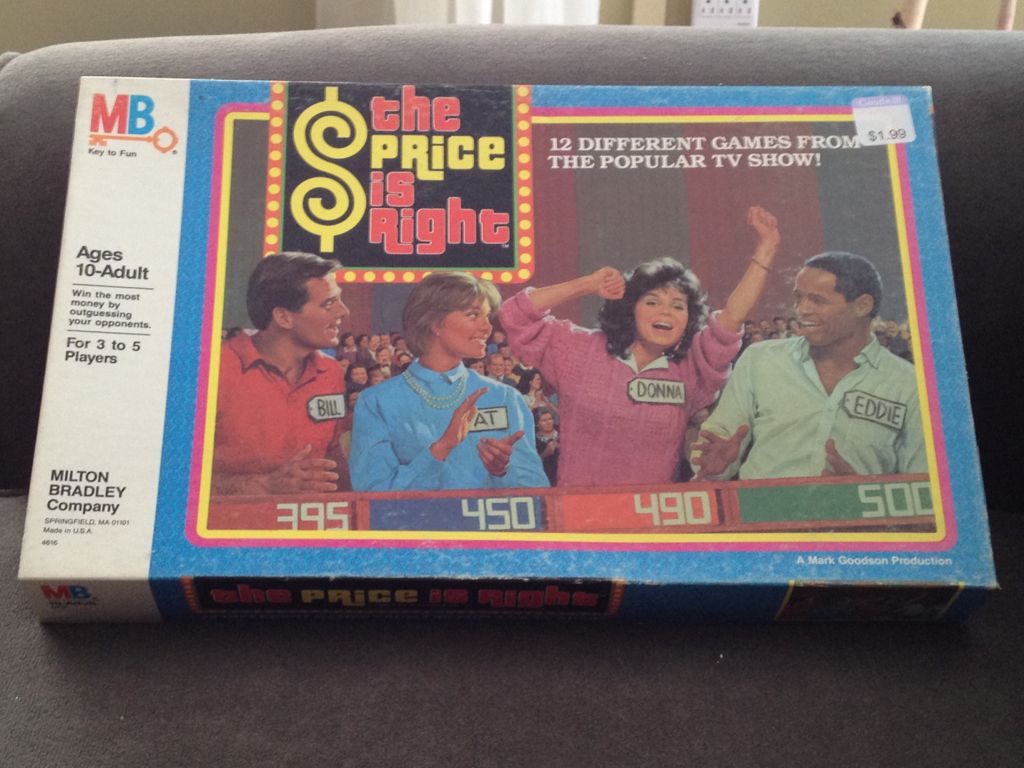 MB
Key to Fun
Ages
10-Adult
Win the most
money by
outguessing
your opponents.
For 3 to 5
Players
MILTON
BRADLEY
Company
SPRINGFIELD, MA 01101
Made in U.S.A.
4616
$ the
PRICE
is
Right
TM
12 DIFFERENT GAMES FROM
THE POPULAR TV SHOW!
Goodwill
$1.99
BILL
AT
DONNA
EDDIE
395
450
490
500
A Mark Goodson Production
MB
the PRICE is Right